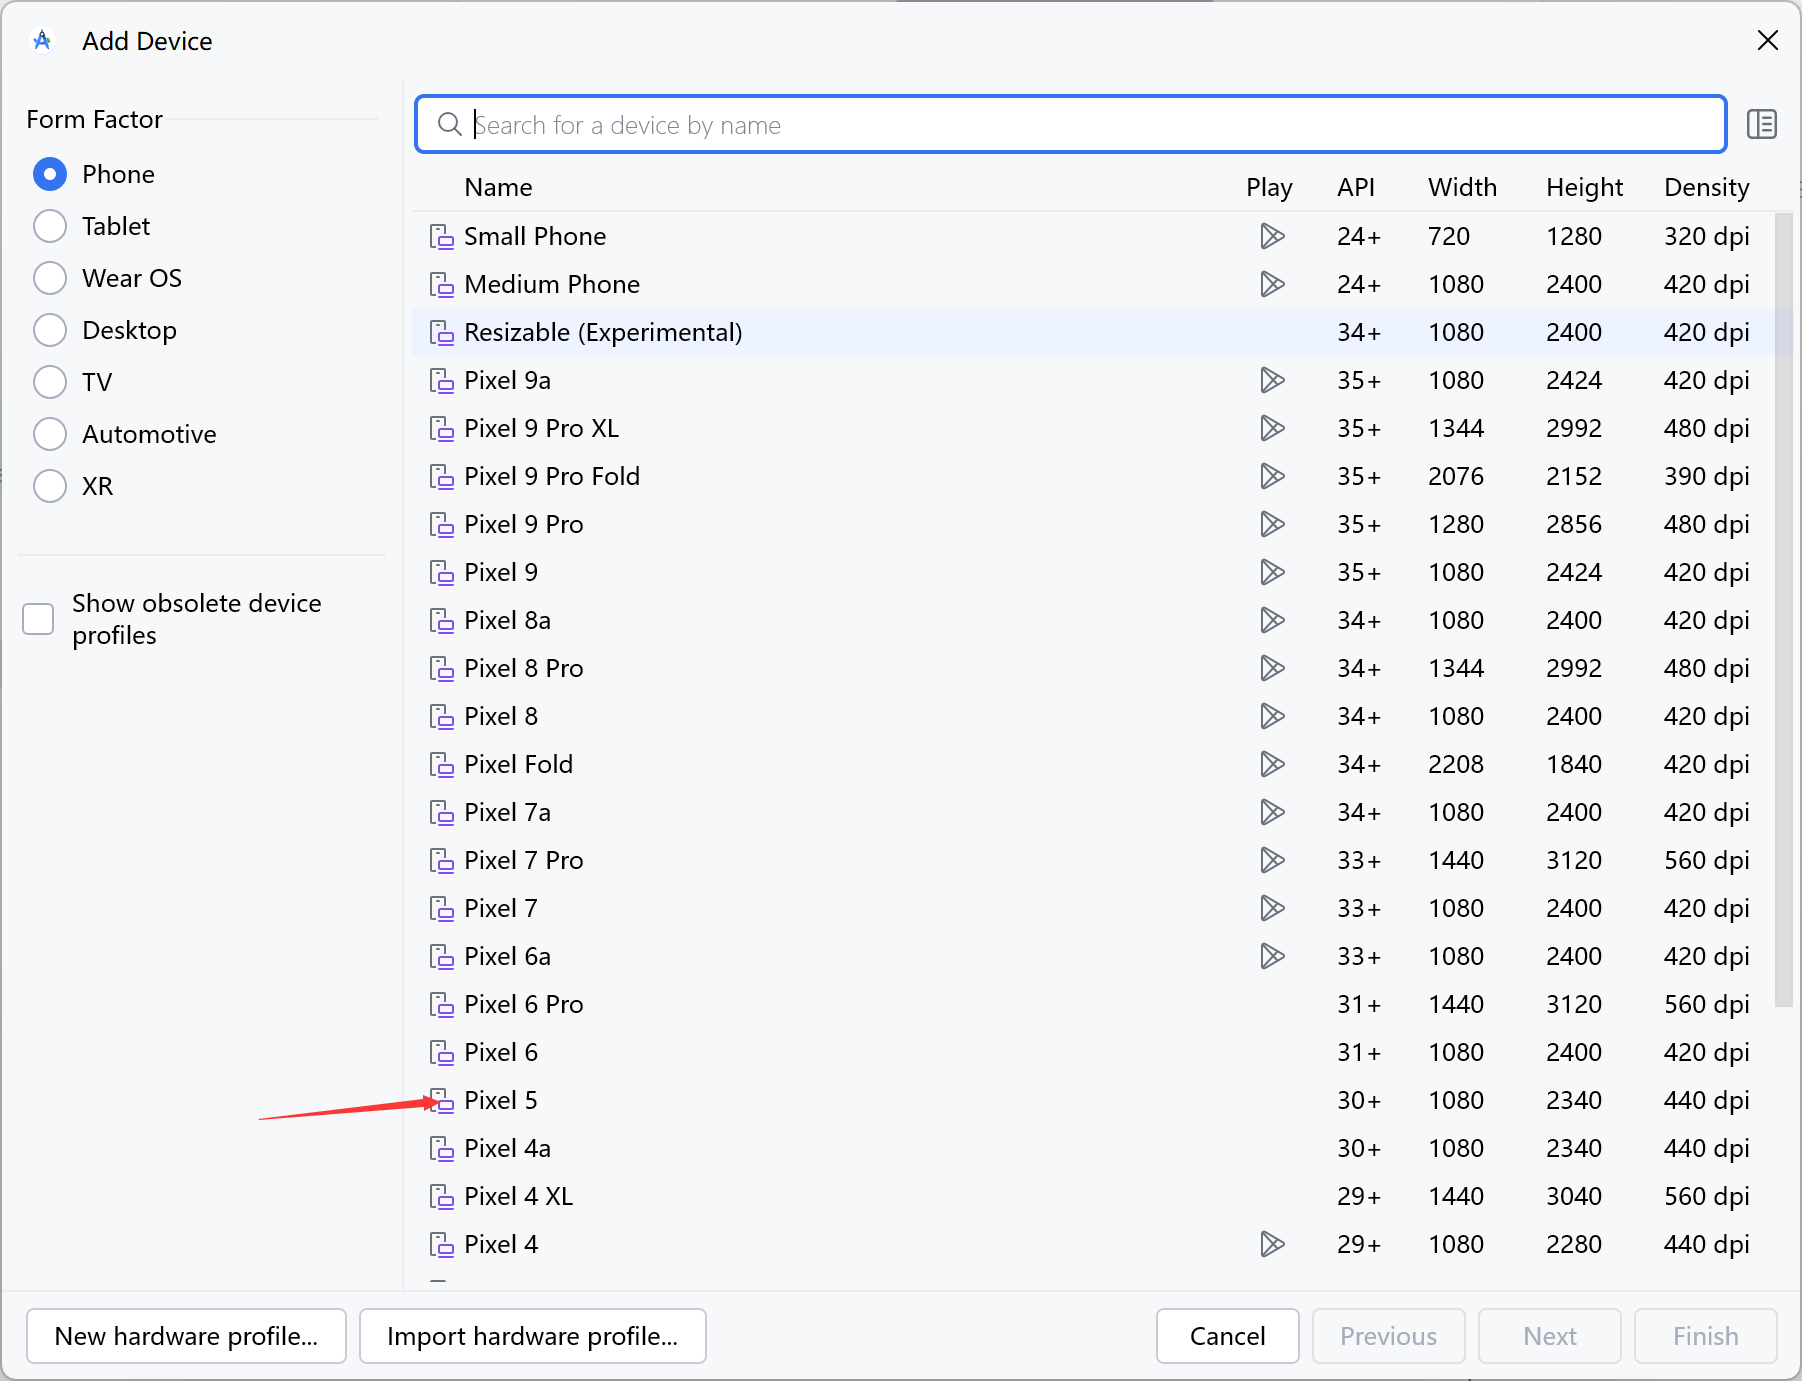 Add Device
Form Factor
Phone
Tablet
Wear OS
Desktop
TV
Automotive
XR
Show obsolete device
profiles
Search for a device by name
Name Play API Width Height Density
Small Phone 24+ 720 1280 320 dpi
Medium Phone 24+ 1080 2400 420 dpi
Resizable (Experimental) 34+ 1080 2400 420 dpi
Pixel 9a 35+ 1080 2424 420 dpi
Pixel 9 Pro XL 35+ 1344 2992 480 dpi
Pixel 9 Pro Fold 35+ 2076 2152 390 dpi
Pixel 9 Pro 35+ 1280 2856 480 dpi
Pixel 9 35+ 1080 2424 420 dpi
Pixel 8a 34+ 1080 2400 420 dpi
Pixel 8 Pro 34+ 1344 2992 480 dpi
Pixel 8 34+ 1080 2400 420 dpi
Pixel Fold 34+ 2208 1840 420 dpi
Pixel 7a 34+ 1080 2400 420 dpi
Pixel 7 Pro 33+ 1440 3120 560 dpi
Pixel 7 33+ 1080 2400 420 dpi
Pixel 6a 33+ 1080 2400 420 dpi
Pixel 6 Pro 31+ 1440 3120 560 dpi
Pixel 6 31+ 1080 2400 420 dpi
Pixel 5 30+ 1080 2340 440 dpi
Pixel 4a 30+ 1080 2340 440 dpi
Pixel 4 XL 29+ 1440 3040 560 dpi
Pixel 4 29+ 1080 2280 440 dpi
New hardware profile... Import hardware profile... Cancel Previous Next Finish